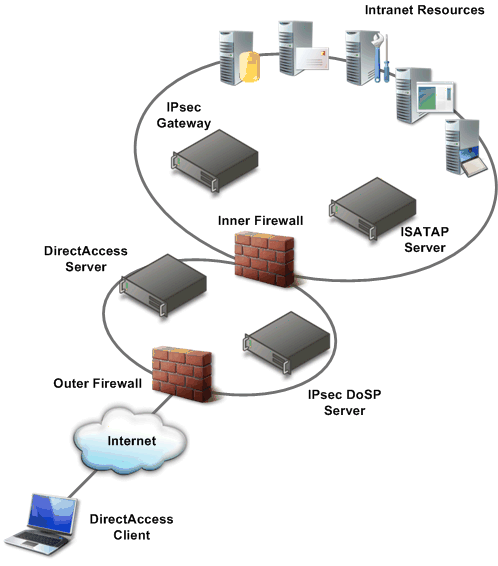 Intranet Resources
IPsec
Gateway
ISATAP
Server
Inner Firewall
DirectAccess
Server
Outer Firewall
IPsec DoSP
Server
Internet
DirectAccess
Client